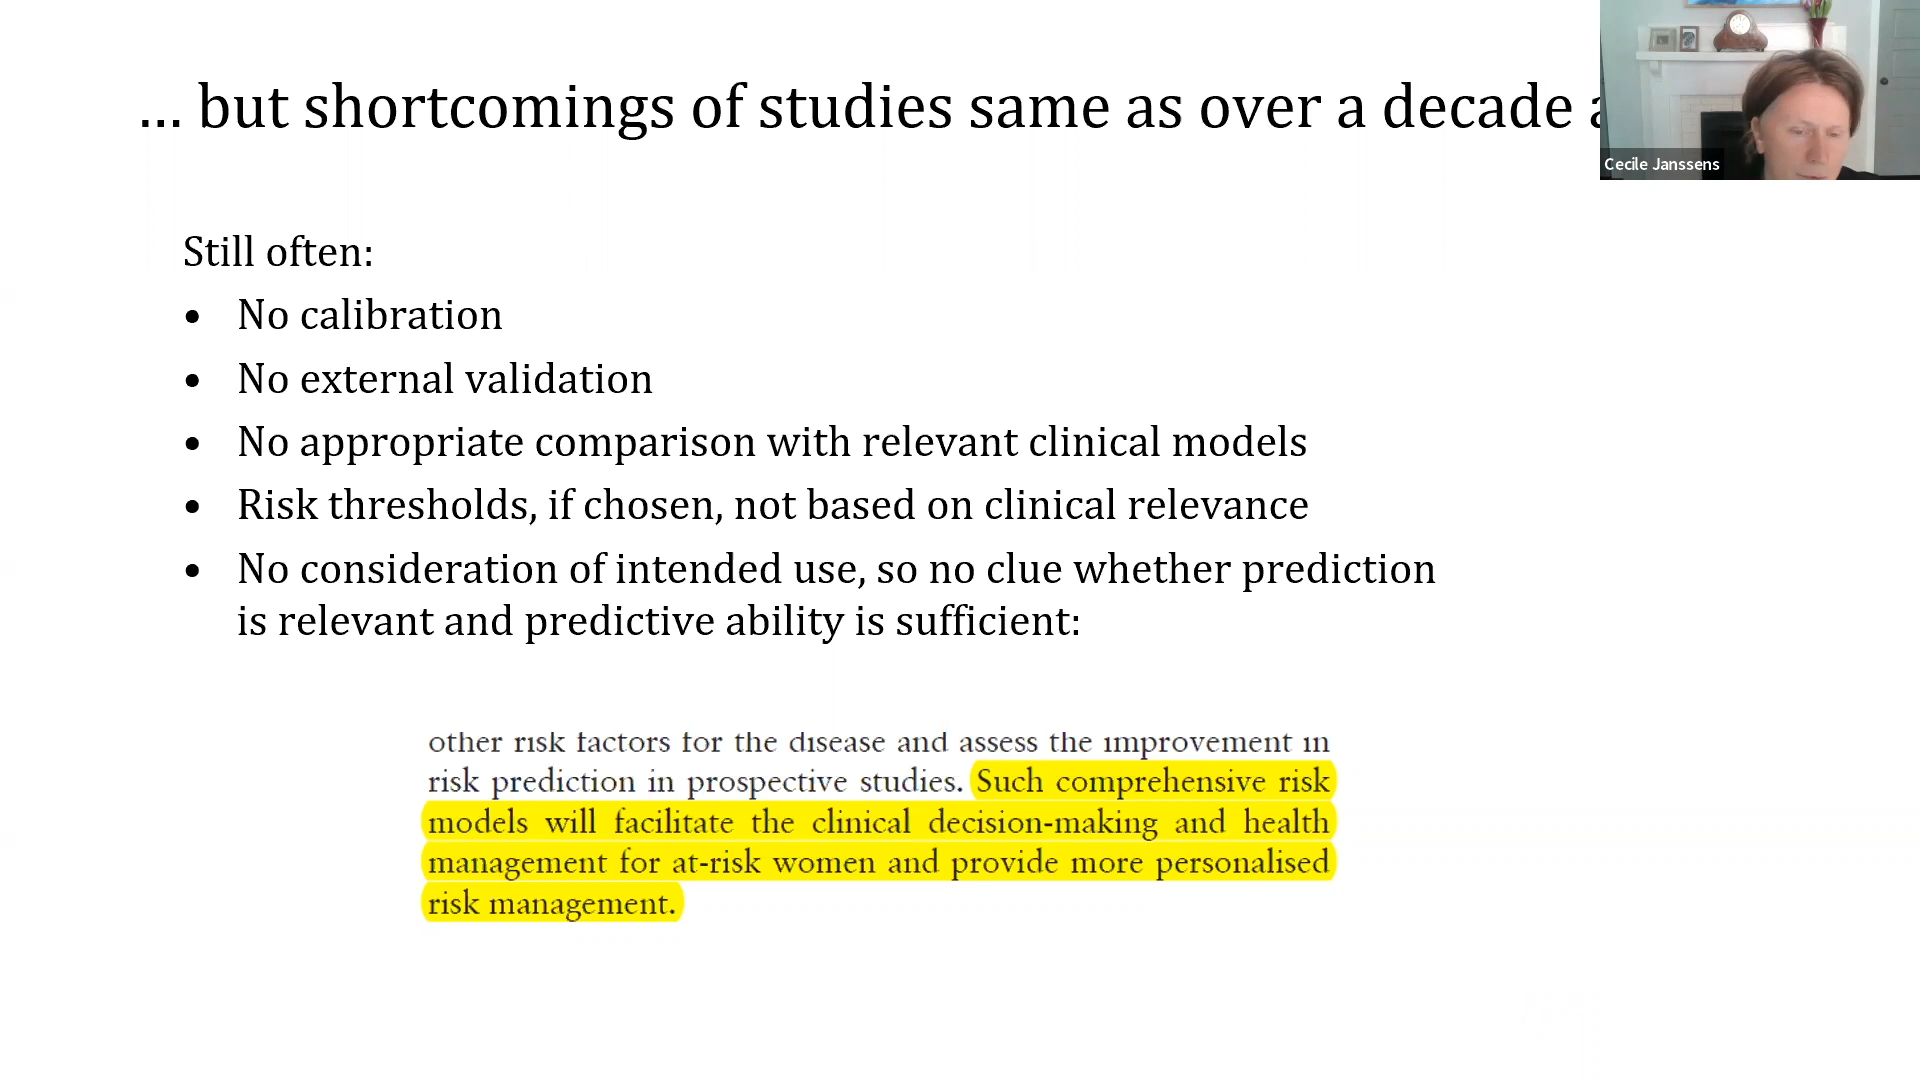 ... but shortcomings of studies same as over a decade
Cecile Janssens
Still often:
• No calibration
• No external validation
• No appropriate comparison with relevant clinical models
• Risk thresholds, if chosen, not based on clinical relevance
• No consideration of intended use, so no clue whether prediction
is relevant and predictive ability is sufficient:
other risk factors for the disease and assess the improvement in
risk prediction in prospective studies. Such comprehensive risk
models will facilitate the clinical decision-making and health
management for at-risk women and provide more personalised
risk management.